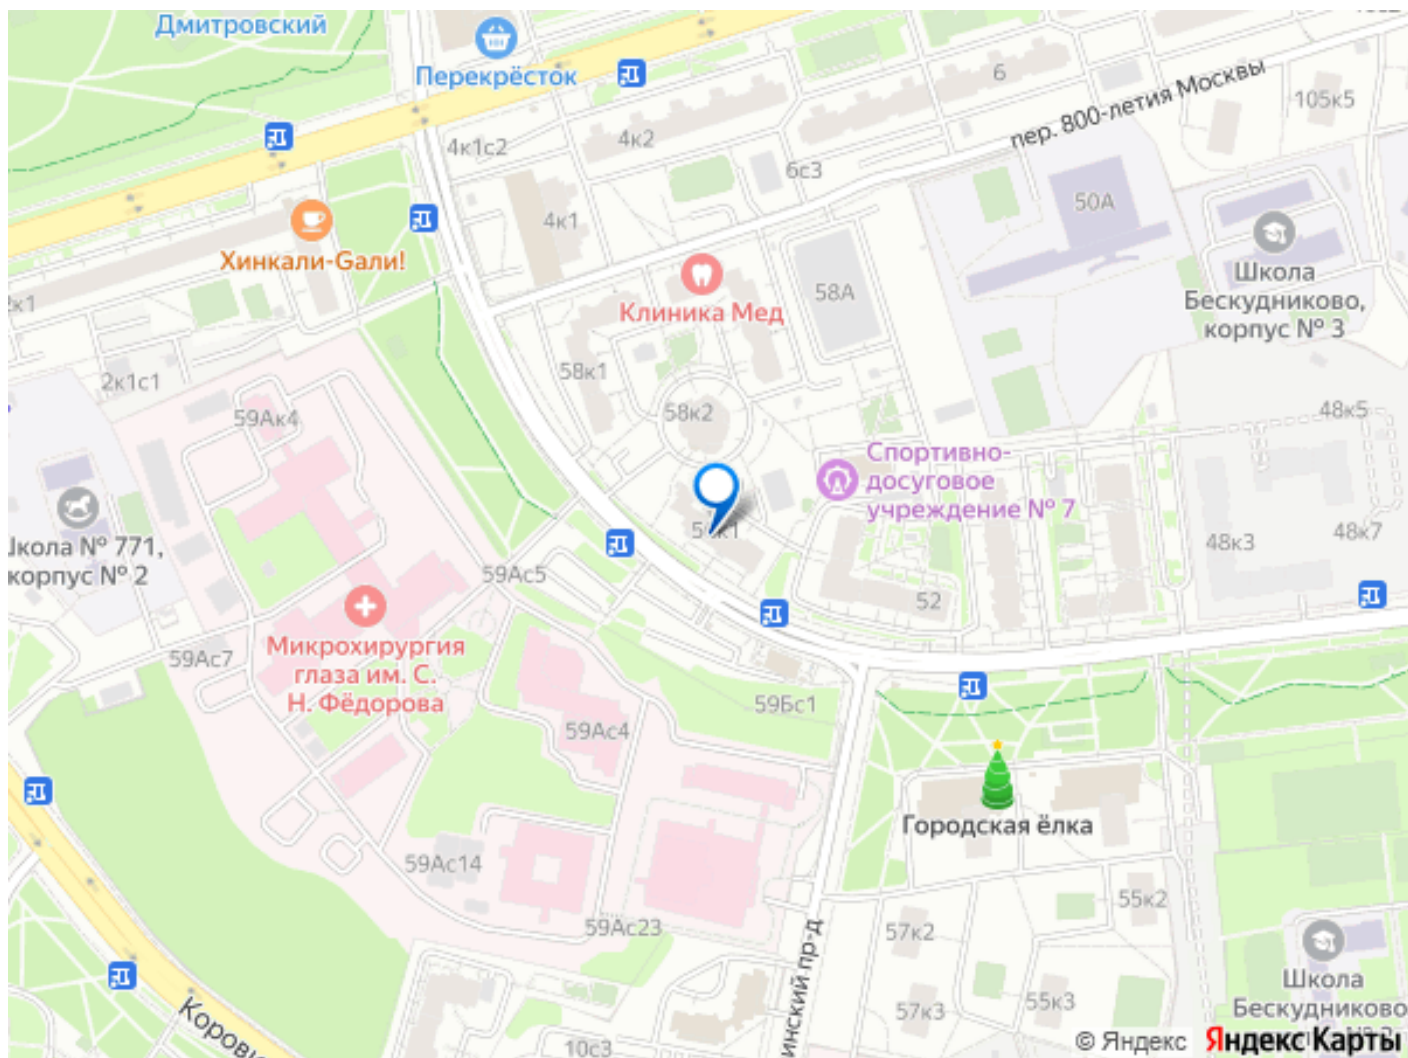 Дмитровский
Перекрёсток
6
пер. 800-летия Москвы
105к5
4к1с2
4к2
6с3
50А
4к1
Хинкали-Gали!
Клиника Мед
58А
Школа
Бескудниково,
корпус № 3
2к1с1
58к1
59Ак4
58к2
48к5
Спортивно-
досуговое
учреждение № 7
48к3
48к7
корпус № 2
№ 771,
59Ас5
52
59Ас7
Микрохирургия
глаза им. С.
Н. Фёдорова
59Ас4
59Бс1
Городская ёлка
59Ас14
55к2
59Ас23
57к2
57к3
55к3
Школа
Бескудниково
10с3
© Яндекс
Яндекс Карты